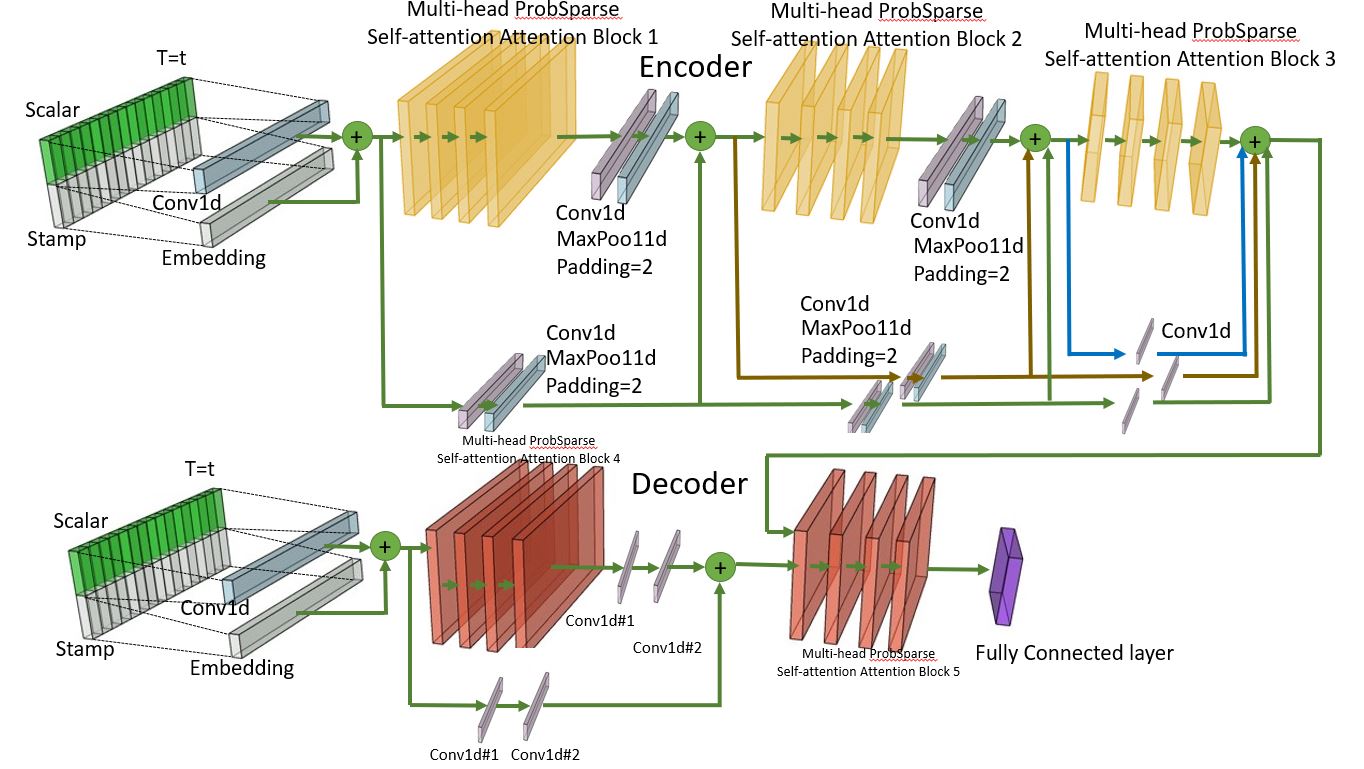 Multi-head ProbSparse
Self-attention Attention Block 1
Multi-head ProbSparse
Self-attention Attention Block 2
Multi-head ProbSparse
Self-attention Attention Block 3
Encoder
T=t
Scalar
Stamp
Conv1d
Embedding
+
+
+
+
Conv1d
MaxPoo11d
Padding=2
Conv1d
MaxPoo11d
Padding=2
Conv1d
MaxPoo11d
Padding=2
Conv1d
MaxPoo11d
Padding=2
Conv1d
Multi-head ProbSparse
Self-attention Attention Block 4
Decoder
T=t
Scalar
Stamp
Conv1d
Embedding
+
+
Conv1d#1
Conv1d#2
Multi-head ProbSparse
Self-attention Attention Block 5
Fully Connected layer
Conv1d#1
Conv1d#2